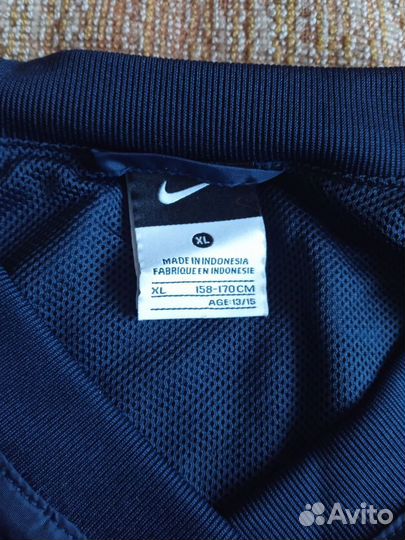 XL
MADE IN INDONESIA
FABRIQUE EN INDONESIE
XL 158-170CM
AGE:13/15
Avito